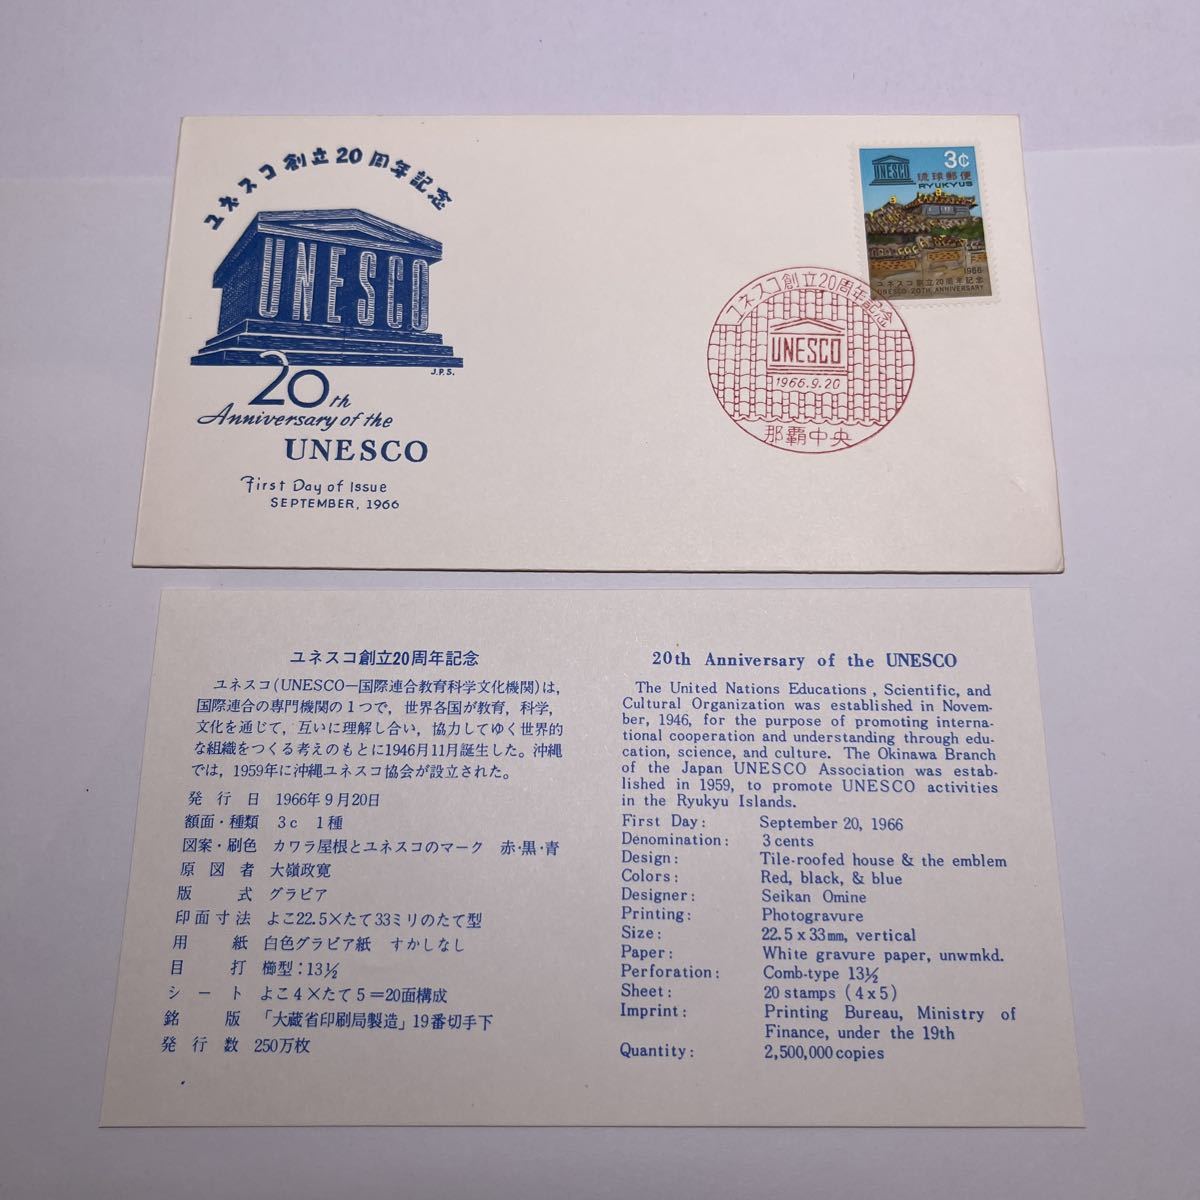 ユネスコ創立20周年記念
UNESCO
J.P.S.
20th
Anniversary of the
UNESCO
First Day of Issue
SEPTEMBER, 1966
3¢
UNESCO
琉球郵便
RYUKYUS
1966
ユネスコ創立20周年記念
UNESCO 20TH ANNIVERSARY
ユネスコ創立20周年記念
UNESCO
1966.9.20
那覇中央
ユネスコ創立20周年記念
ユネスコ(UNESCO—国際連合教育科学文化機関)は,
国際連合の専門機関の1つで, 世界各国が教育, 科学,
文化を通じて, 互いに理解し合い, 協力してゆく世界的
な組織をつくる考えのもとに1946月11月誕生した。沖縄
では, 1959年に沖縄ユネスコ協会が設立された。
発行日 1966年9月20日
額面・種類 3c 1種
図案・刷色 カワラ屋根とユネスコのマーク 赤・黒・青
原図者 大嶺政寛
版式 グラビア
印面寸法 よこ22.5×たて33ミリのたて型
用紙 白色グラビア紙 すかしなし
目打 櫛型:13½
シート よこ4×たて5=20面構成
銘版 「大蔵省印刷局製造」19番切手下
発行数 250万枚
20th Anniversary of the UNESCO
The United Nations Educations, Scientific, and
Cultural Organization was established in Novem-
ber, 1946, for the purpose of promoting interna-
tional cooperation and understanding through edu-
cation, science, and culture. The Okinawa Branch
of the Japan UNESCO Association was estab-
lished in 1959, to promote UNESCO activities
in the Ryukyu Islands.
First Day: September 20, 1966
Denomination: 3 cents
Design: Tile-roofed house & the emblem
Colors: Red, black, & blue
Designer: Seikan Omine
Printing: Photogravure
Size: 22.5 x 33mm, vertical
Paper: White gravure paper, unwmkd.
Perforation: Comb-type 13½
Sheet: 20 stamps (4x5)
Imprint: Printing Bureau, Ministry of
Finance, under the 19th
Quantity: 2,500,000 copies